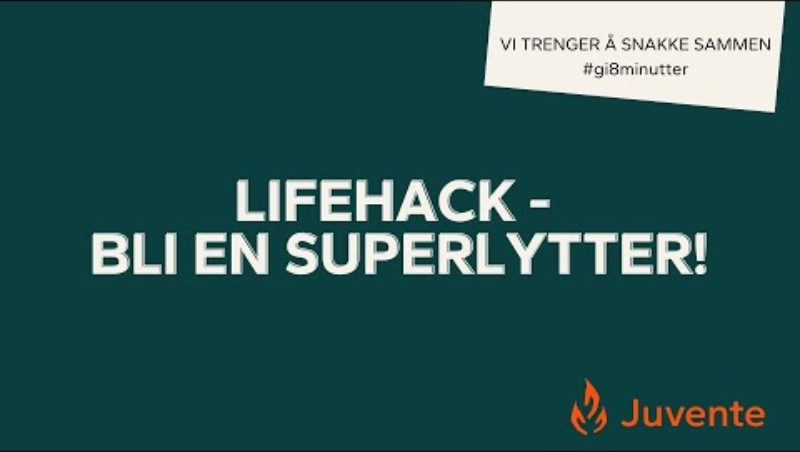 VI TRENGER Å SNAKKE SAMMEN
#gi8minutter
LIFEHACK -
BLI EN SUPERLYTTER!
Juvente